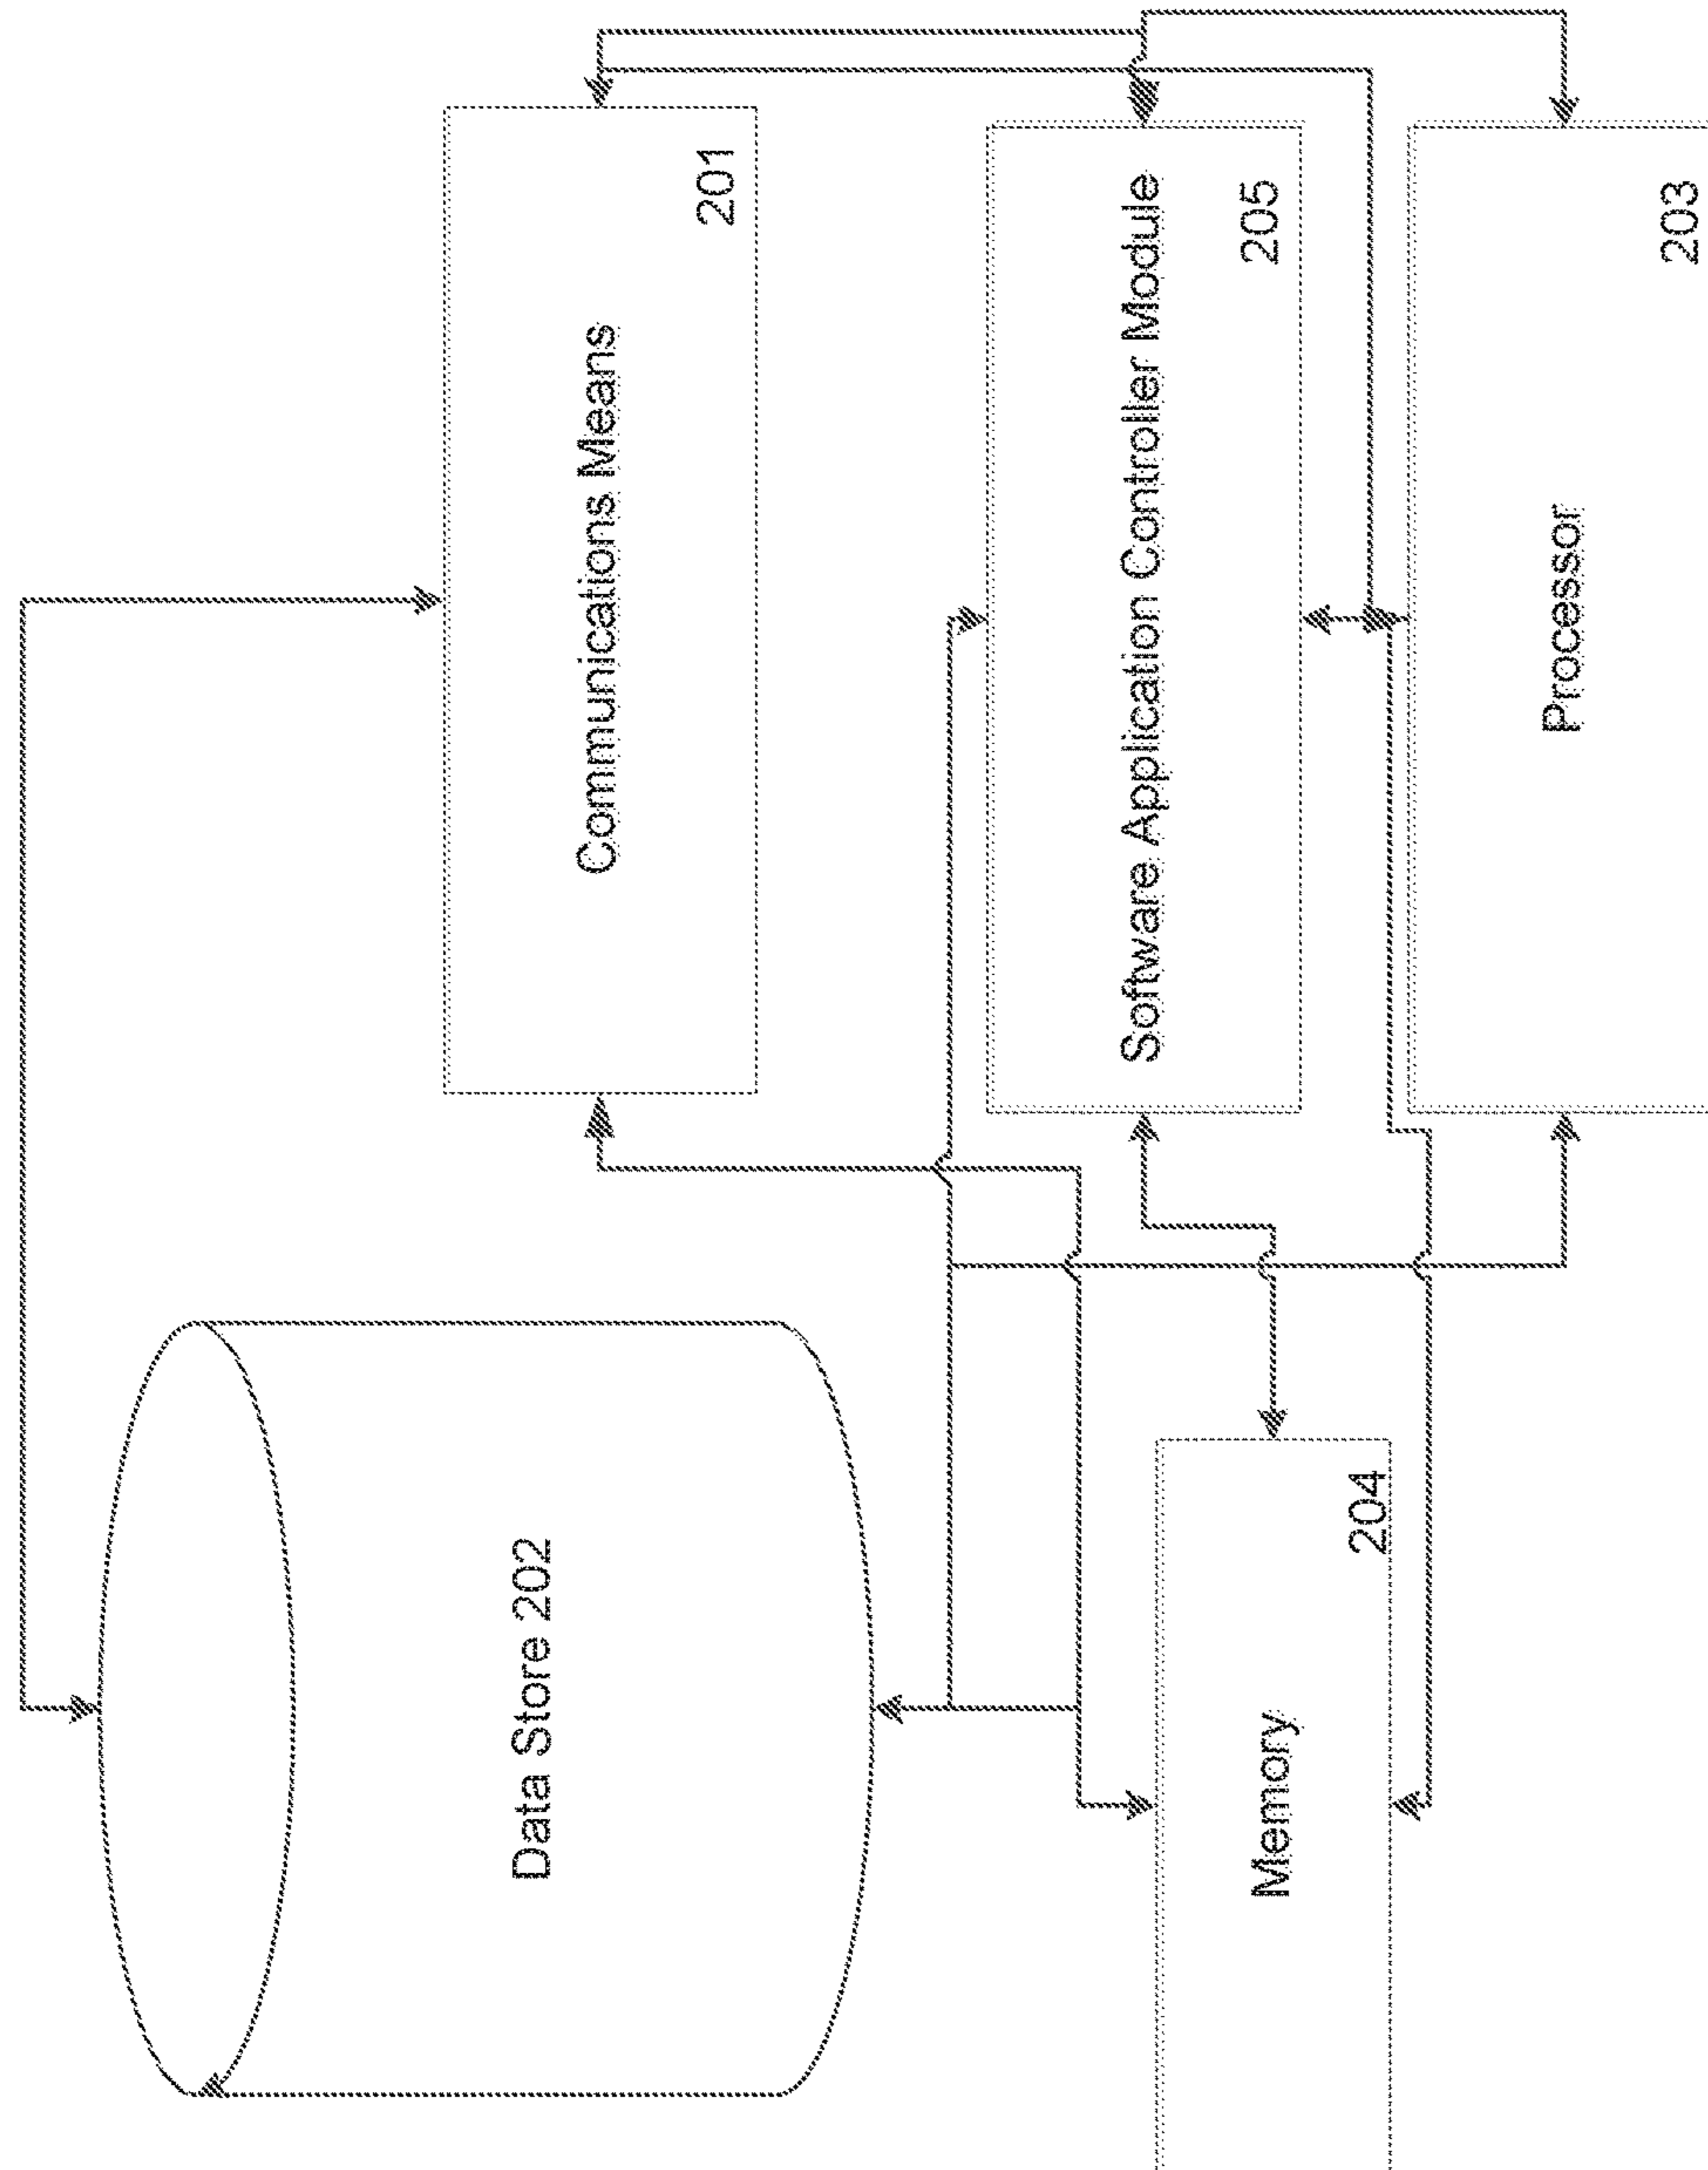 Communications Means
201
Data Store 202
Software Application Controller Module
205
Memory
204
Processor
203